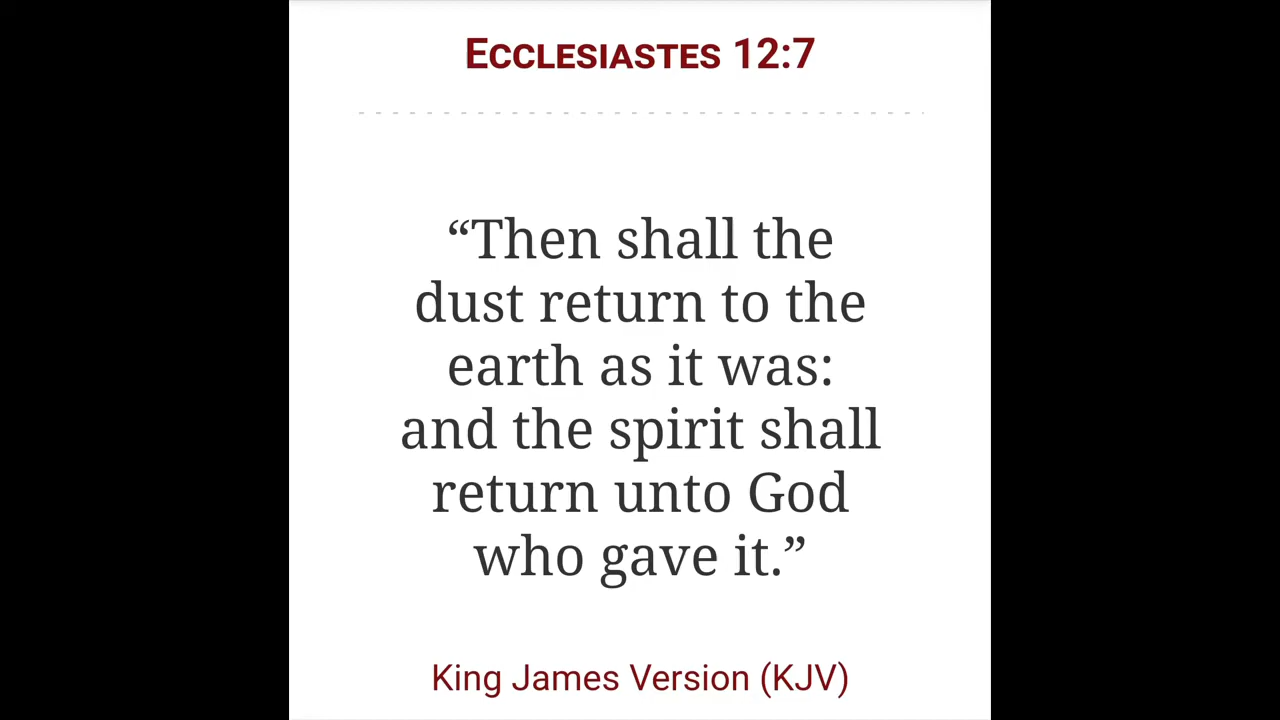 Ecclesiastes 12:7
“Then shall the
dust return to the
earth as it was:
and the spirit shall
return unto God
who gave it.”
King James Version (KJV)